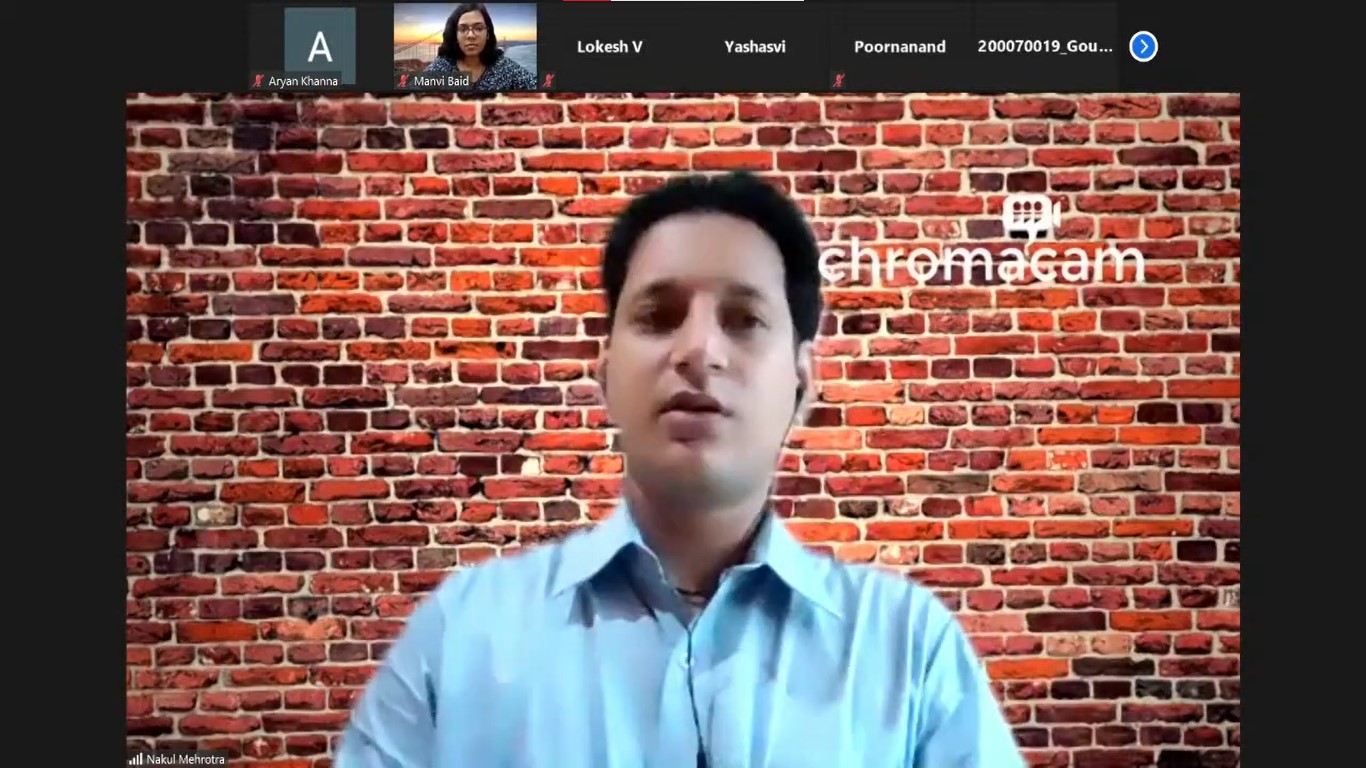 A
Aryan Khanna
Manvi Baid
Lokesh V
Yashasvi
Poornanand
200070019_Gou...
chromacam
Nakul Mehrotra